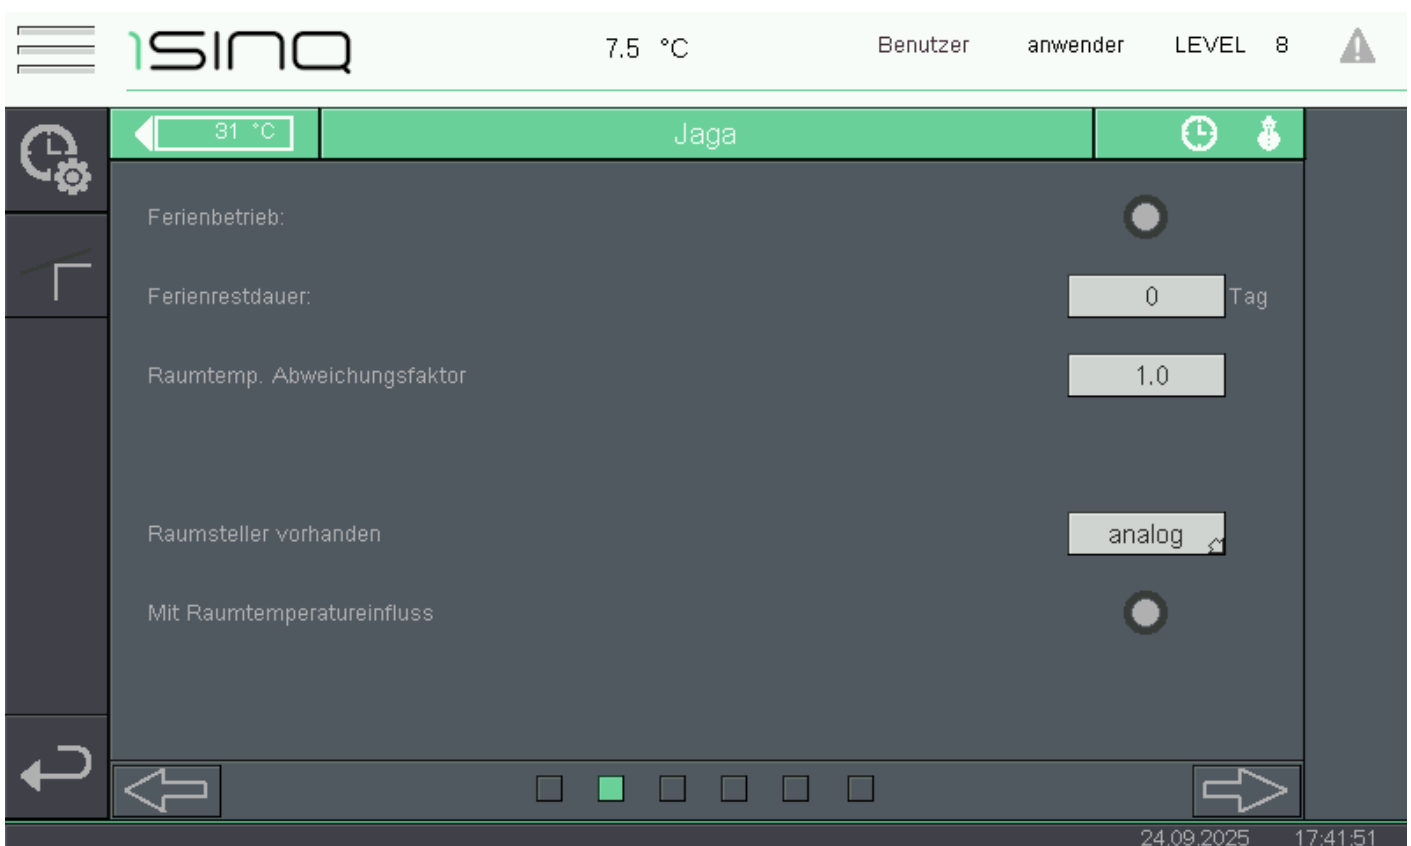 ısınq 7.5 °C Benutzer anwender LEVEL 8
31 °C Jaga
Ferienbetrieb:
Ferienrestdauer: 0 Tag
Raumtemp. Abweichungsfaktor 1.0
Raumsteller vorhanden analog
Mit Raumtemperatureinfluss
24.09.2025 17:41:51